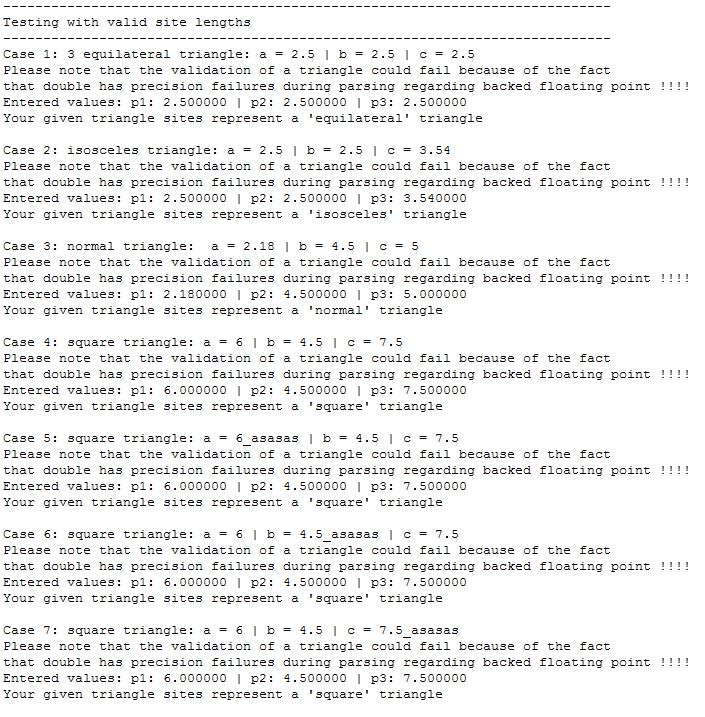 ----------------------------------------------------------------------------
Testing with valid site lengths
----------------------------------------------------------------------------
Case 1: 3 equilateral triangle: a = 2.5 | b = 2.5 | c = 2.5
Please note that the validation of a triangle could fail because of the fact
that double has precision failures during parsing regarding backed floating point !!!!
Entered values: p1: 2.500000 | p2: 2.500000 | p3: 2.500000
Your given triangle sites represent a 'equilateral' triangle

Case 2: isosceles triangle: a = 2.5 | b = 2.5 | c = 3.54
Please note that the validation of a triangle could fail because of the fact
that double has precision failures during parsing regarding backed floating point !!!!
Entered values: p1: 2.500000 | p2: 2.500000 | p3: 3.540000
Your given triangle sites represent a 'isosceles' triangle

Case 3: normal triangle:  a = 2.18 | b = 4.5 | c = 5
Please note that the validation of a triangle could fail because of the fact
that double has precision failures during parsing regarding backed floating point !!!!
Entered values: p1: 2.180000 | p2: 4.500000 | p3: 5.000000
Your given triangle sites represent a 'normal' triangle

Case 4: square triangle: a = 6 | b = 4.5 | c = 7.5
Please note that the validation of a triangle could fail because of the fact
that double has precision failures during parsing regarding backed floating point !!!!
Entered values: p1: 6.000000 | p2: 4.500000 | p3: 7.500000
Your given triangle sites represent a 'square' triangle

Case 5: square triangle: a = 6_asasas | b = 4.5 | c = 7.5
Please note that the validation of a triangle could fail because of the fact
that double has precision failures during parsing regarding backed floating point !!!!
Entered values: p1: 6.000000 | p2: 4.500000 | p3: 7.500000
Your given triangle sites represent a 'square' triangle

Case 6: square triangle: a = 6 | b = 4.5_asasas | c = 7.5
Please note that the validation of a triangle could fail because of the fact
that double has precision failures during parsing regarding backed floating point !!!!
Entered values: p1: 6.000000 | p2: 4.500000 | p3: 7.500000
Your given triangle sites represent a 'square' triangle

Case 7: square triangle: a = 6 | b = 4.5 | c = 7.5_asasas
Please note that the validation of a triangle could fail because of the fact
that double has precision failures during parsing regarding backed floating point !!!!
Entered values: p1: 6.000000 | p2: 4.500000 | p3: 7.500000
Your given triangle sites represent a 'square' triangle